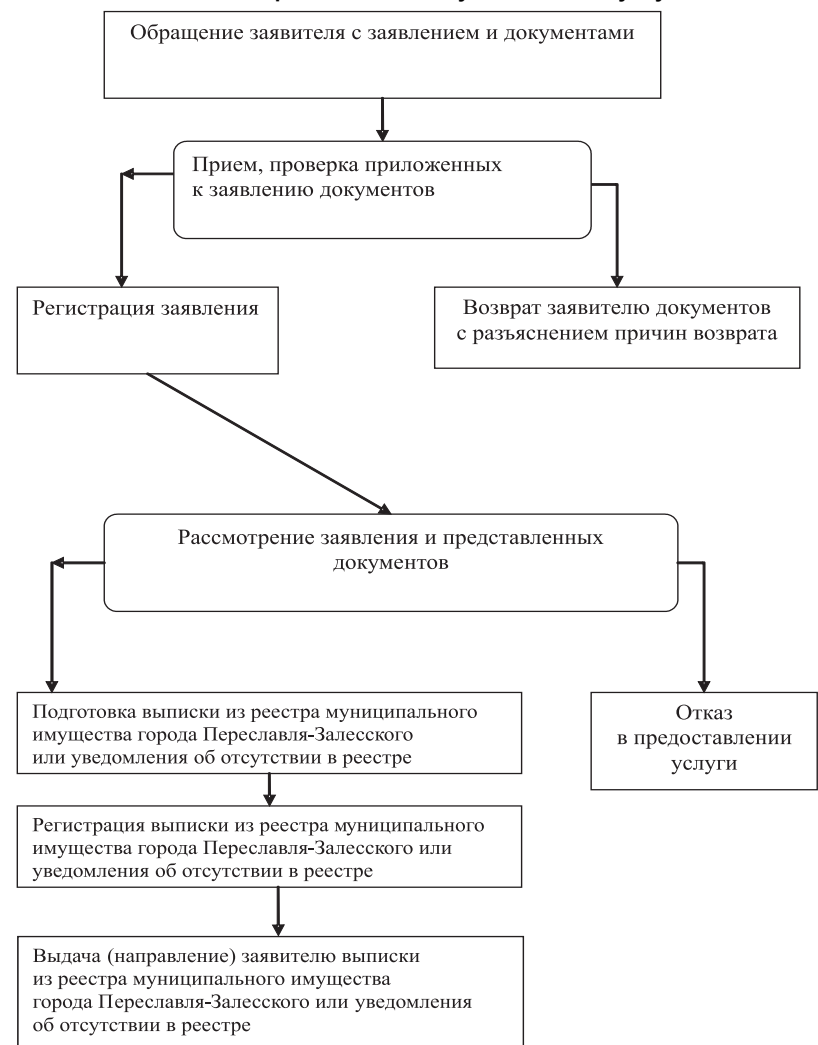 Обращение заявителя с заявлением и документами
Прием, проверка приложенных
к заявлению документов
Регистрация заявления
Возврат заявителю документов
с разъяснением причин возврата
Рассмотрение заявления и представленных
документов
Подготовка выписки из реестра муниципального
имущества города Переславля-Залесского
или уведомления об отсутствии в реестре
Отказ
в предоставлении
услуги
Регистрация выписки из реестра муниципального
имущества города Переславля-Залесского или
уведомления об отсутствии в реестре
Выдача (направление) заявителю выписки
из реестра муниципального имущества
города Переславля-Залесского или уведомления
об отсутствии в реестре